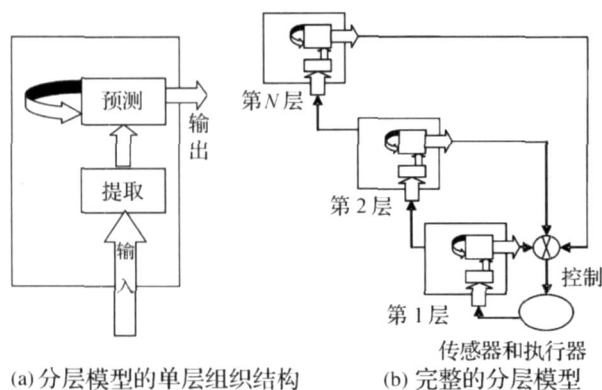 预测
输出
提取
输入
第N层
第2层
第1层
控制
传感器和执行器
(a) 分层模型的单层组织结构
(b) 完整的分层模型